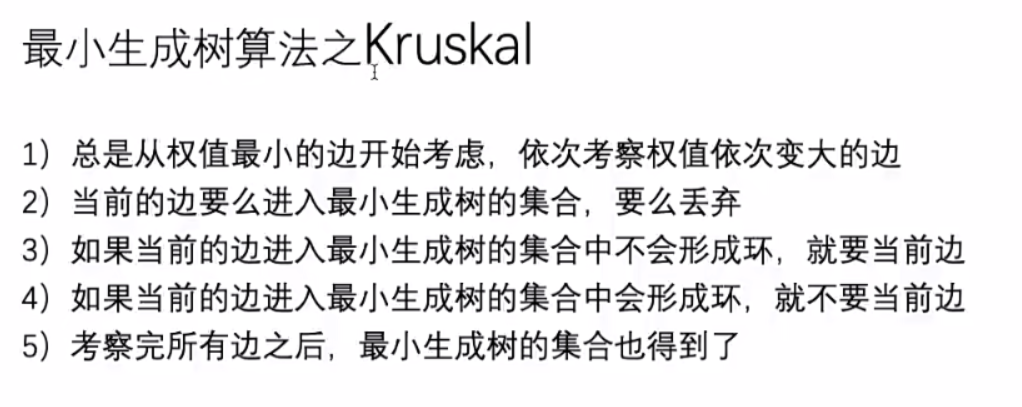 最小生成树算法之Kruskal
1）总是从权值最小的边开始考虑，依次考察权值依次变大的边
2）当前的边要么进入最小生成树的集合，要么丢弃
3）如果当前的边进入最小生成树的集合中不会形成环，就要当前边
4）如果当前的边进入最小生成树的集合中会形成环，就不要当前边
5）考察完所有边之后，最小生成树的集合也得到了